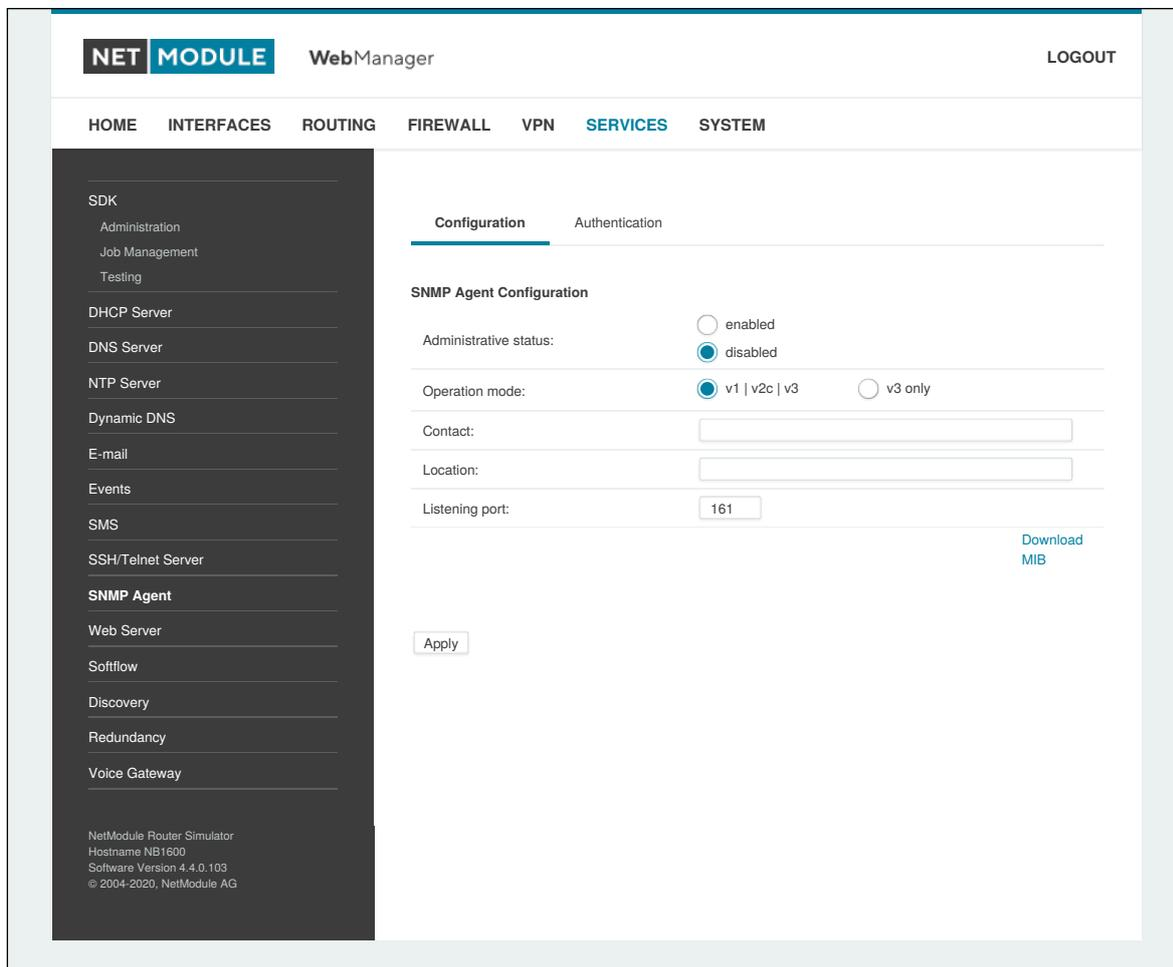 NET MODULE WebManager LOGOUT
HOME INTERFACES ROUTING FIREWALL VPN SERVICES SYSTEM
SDK
Administration
Job Management
Testing
DHCP Server
DNS Server
NTP Server
Dynamic DNS
E-mail
Events
SMS
SSH/Telnet Server
SNMP Agent
Web Server
Softflow
Discovery
Redundancy
Voice Gateway
NetModule Router Simulator
Hostname NB1600
Software Version 4.4.0.103
© 2004-2020, NetModule AG
Configuration Authentication
SNMP Agent Configuration
Administrative status:
enabled
disabled
Operation mode: v1 | v2c | v3 v3 only
Contact:
Location:
Listening port: 161
Download
MIB
Apply